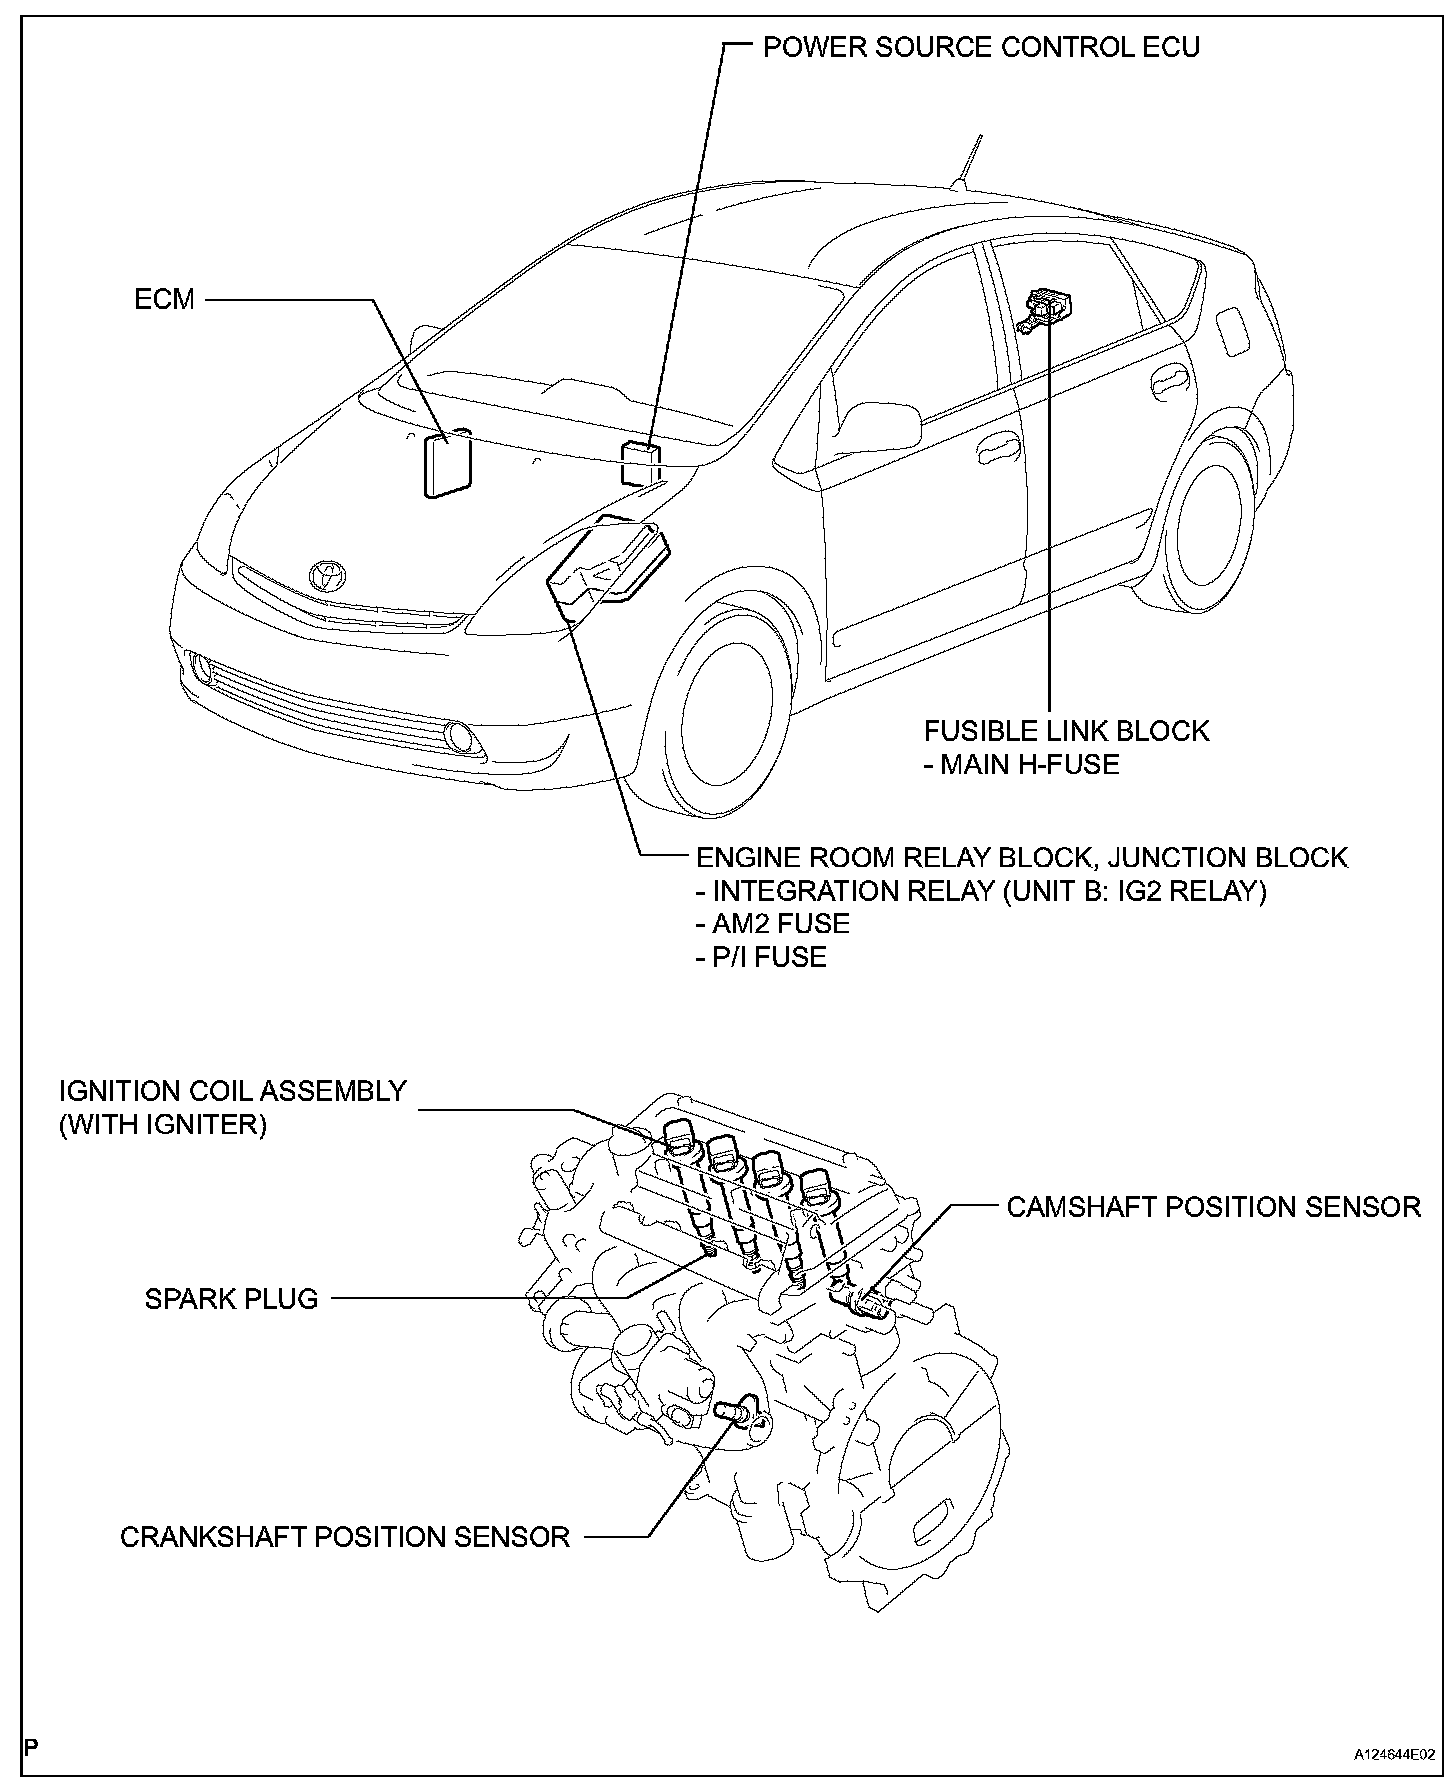 POWER SOURCE CONTROL ECU
ECM
FUSIBLE LINK BLOCK
- MAIN H-FUSE
ENGINE ROOM RELAY BLOCK, JUNCTION BLOCK
- INTEGRATION RELAY (UNIT B: IG2 RELAY)
- AM2 FUSE
- P/I FUSE
IGNITION COIL ASSEMBLY
(WITH IGNITER)
CAMSHAFT POSITION SENSOR
SPARK PLUG
CRANKSHAFT POSITION SENSOR
P
A124644E02